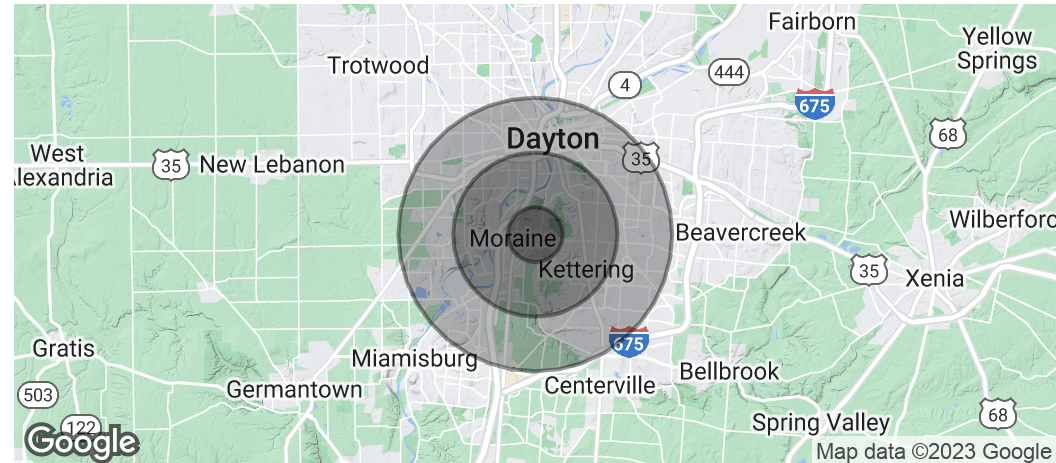 Fairborn
Yellow
Springs
Trotwood
444
4
675
Dayton
68
35
West
Alexandria
35
New Lebanon
Wilberforc
Moraine
Beavercreek
Kettering
35
Xenia
675
Gratis
Miamisburg
Bellbrook
Germantown
Centerville
503
68
122
Spring Valley
Google
Map data ©2023 Google